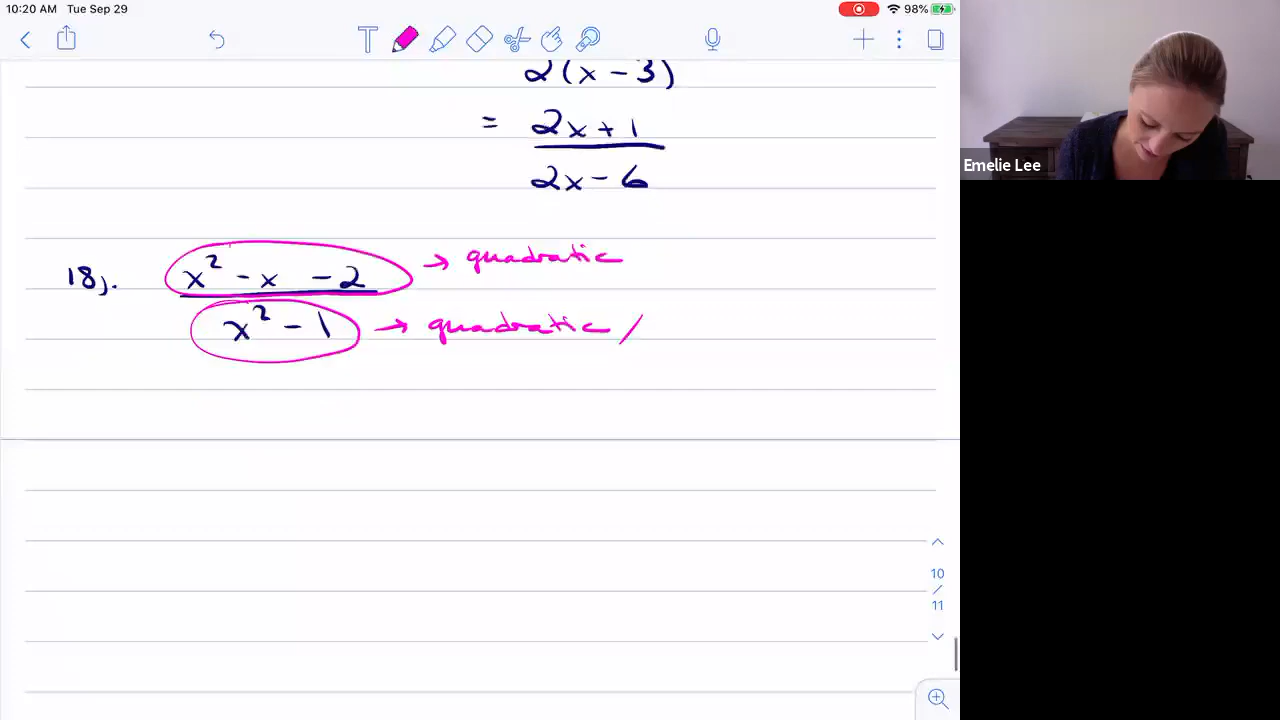 10:20 AM Tue Sep 29
98%
T
2(x - 3)
= 2x + 1
2x - 6
18). x² - x - 2 → quadratic
x² - 1 → quadratic /
10
/
11
Emelie Lee